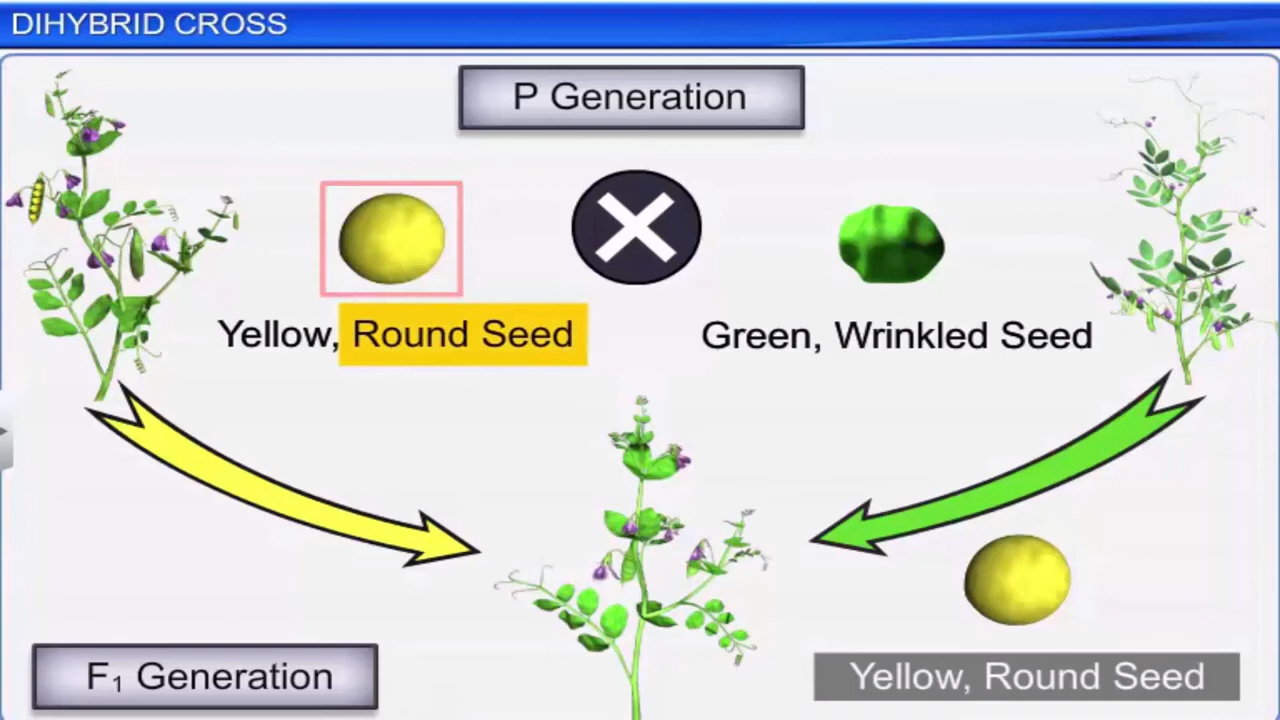 DIHYBRID CROSS
P Generation
Yellow, Round Seed
Green, Wrinkled Seed
F₁ Generation
Yellow, Round Seed